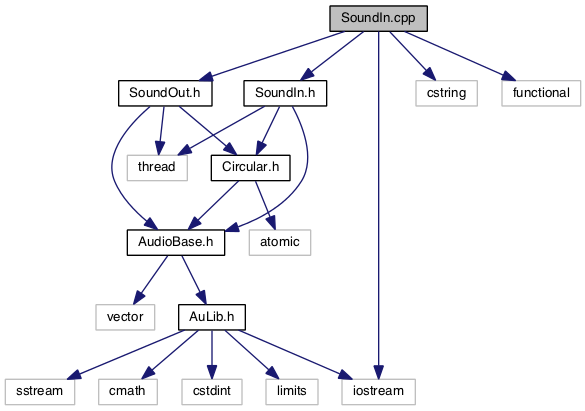 SoundIn.cpp
SoundOut.h
SoundIn.h
cstring
functional
thread
Circular.h
AudioBase.h
atomic
vector
AuLib.h
sstream
cmath
cstdint
limits
iostream